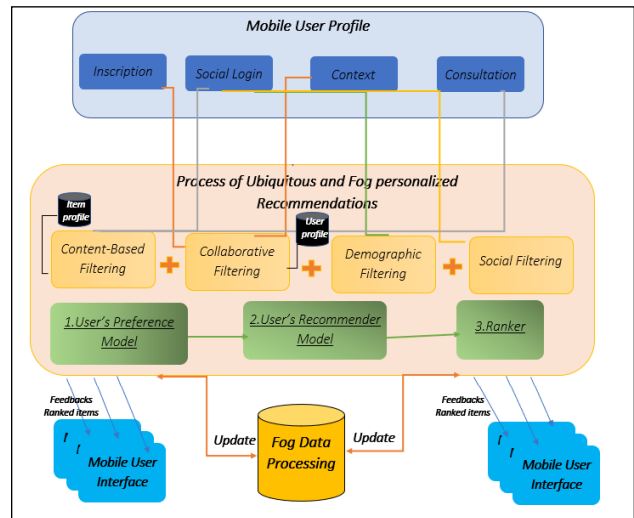 Mobile User Profile
Inscription
Social Login
Context
Consultation
Process of Ubiquitous and Fog personalized
Recommendations
Item
profile
User
profile
Content-Based
Filtering
Collaborative
Filtering
Demographic
Filtering
Social Filtering
1.User's Preference
Model
2.User's Recommender
Model
3.Ranker
Feedbacks
Ranked items
Update
Fog Data
Processing
Update
Feedbacks
Ranked items
Mobile User
Interface
Mobile User
Interface